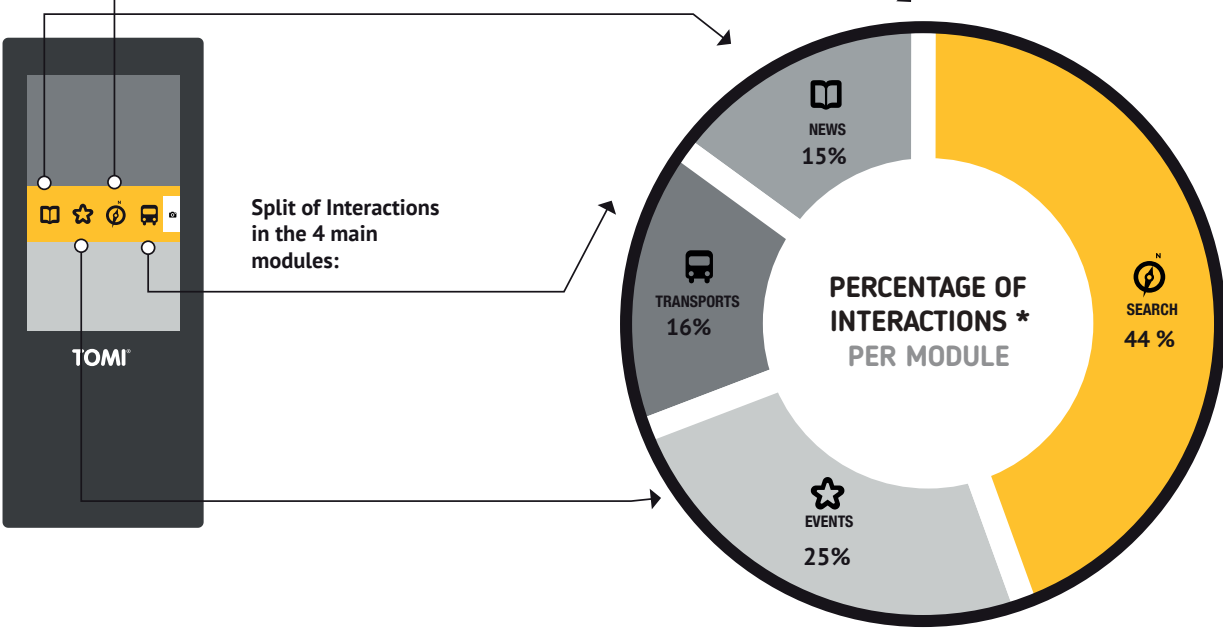 NEWS
15%
Split of Interactions
in the 4 main
modules:
N
N
SEARCH
44 %
TRANSPORTS
16%
PERCENTAGE OF
INTERACTIONS *
PER MODULE
TOMI®
EVENTS
25%